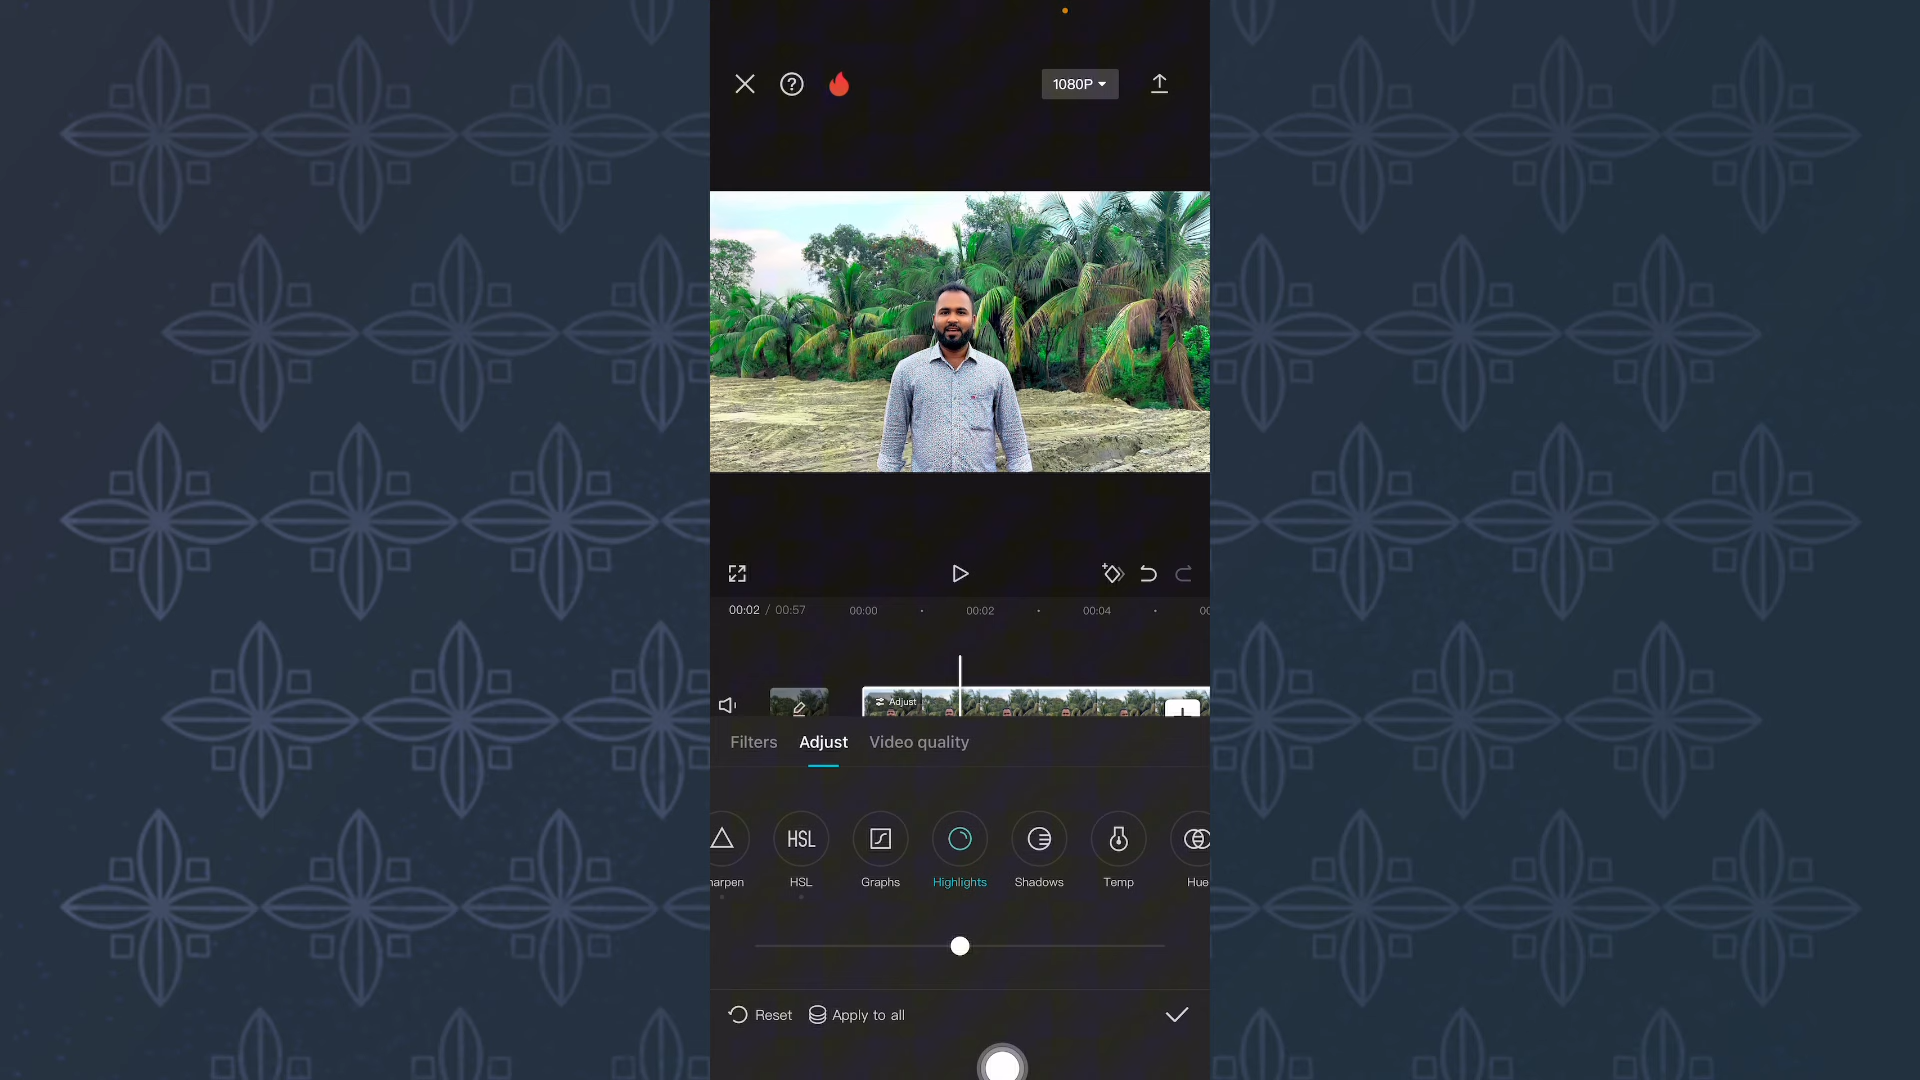 1080P
00:02 / 00:57
00:00
00:02
00:04
Adjust
Filters
Adjust
Video quality
HSL
arpen
HSL
Graphs
Highlights
Shadows
Temp
Hue
Reset
Apply to all